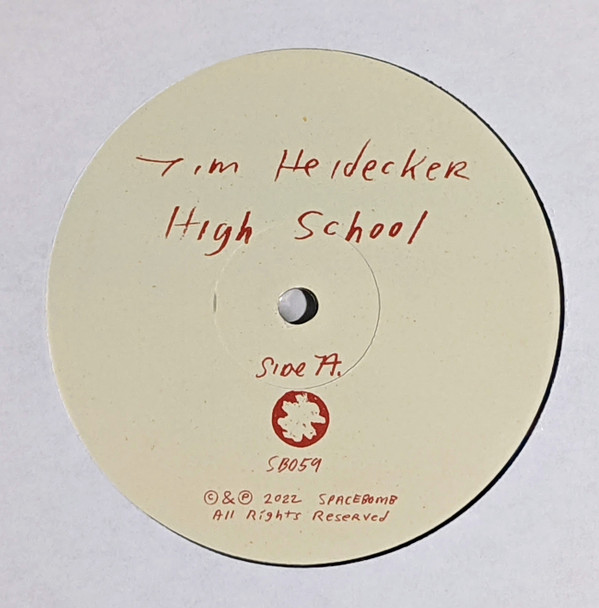 Tim Heidecker
High School
Side A.
SB059
© & ℗ 2022 SPACEBOMB
All Rights Reserved